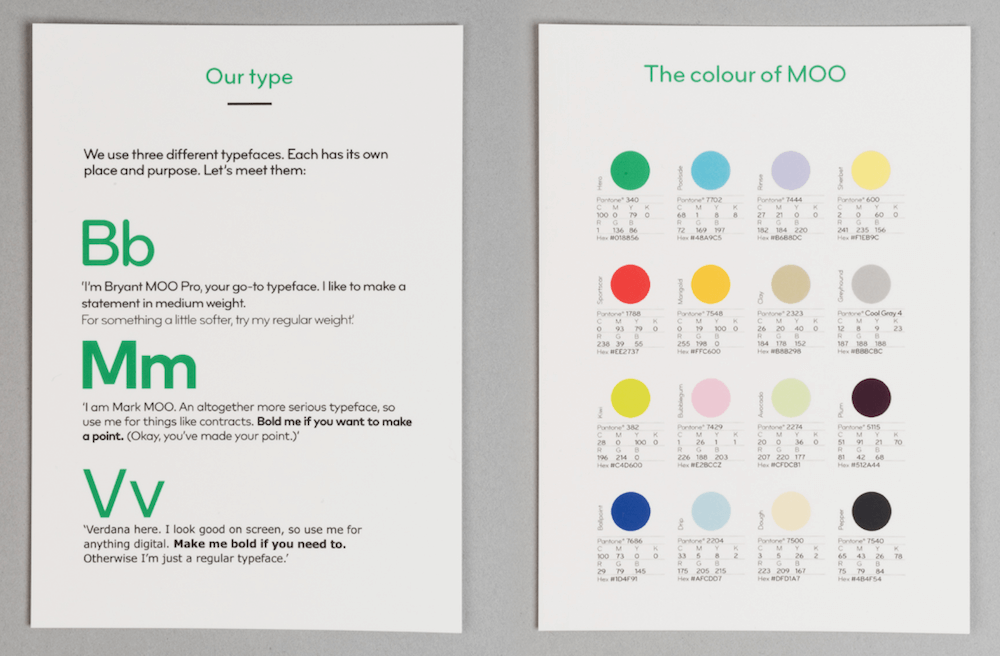 Our type
We use three different typefaces. Each has its own
place and purpose. Let's meet them:
Bb
'I'm Bryant MOO Pro, your go-to typeface. I like to make a
statement in medium weight.
For something a little softer, try my regular weight.'
Mm
'I am Mark MOO. An altogether more serious typeface, so
use me for things like contracts. Bold me if you want to make
a point. (Okay, you've made your point.)'
Vv
'Verdana here. I look good on screen, so use me for
anything digital. Make me bold if you need to.
Otherwise I'm just a regular typeface.'
The colour of MOO
Hero
Pantone® 340
C M Y K
100 0 79 0
R G B
1 136 86
Hex #018856
Poolside
Pantone® 7702
C M Y K
68 1 8 8
R G B
72 169 197
Hex #48A9C5
Rinse
Pantone® 7444
C M Y K
27 21 0 0
R G B
182 184 220
Hex #B6B8DC
Sherbet
Pantone® 600
C M Y K
2 0 60 0
R G B
241 235 156
Hex #F1EB9C
Sportscar
Pantone® 1788
C M Y K
0 93 79 0
R G B
238 39 55
Hex #EE2737
Marigold
Pantone® 7548
C M Y K
0 19 100 0
R G B
255 198 0
Hex #FFC600
Clay
Pantone® 2323
C M Y K
26 20 40 0
R G B
184 178 152
Hex #B8B298
Greyhound
Pantone® Cool Gray 4
C M Y K
12 8 9 23
R G B
187 188 188
Hex #BBBCBC
Kiwi
Pantone® 382
C M Y K
28 0 100 0
R G B
196 214 0
Hex #C4D600
Bubblegum
Pantone® 7429
C M Y K
1 26 1 1
R G B
226 188 203
Hex #E2BCCZ
Avocado
Pantone® 2274
C M Y K
20 0 36 0
R G B
207 220 177
Hex #CFDCB1
Plum
Pantone® 5115
C M Y K
51 91 21 70
R G B
81 42 68
Hex #512A44
Ballpoint
Pantone® 7686
C M Y K
100 73 0 0
R G B
29 79 145
Hex #1D4F91
Drip
Pantone® 2204
C M Y K
33 5 8 2
R G B
175 205 215
Hex #AFCDD7
Dough
Pantone® 7500
C M Y K
3 5 26 2
R G B
223 209 167
Hex #DFD1A7
Pepper
Pantone® 7540
C M Y K
65 43 26 78
R G B
75 79 84
Hex #4B4F54